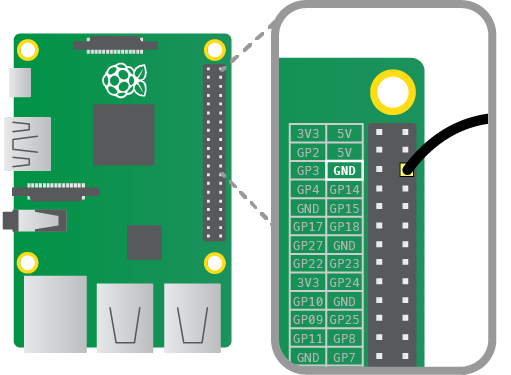 3V3 5V
GP2 5V
GP3 GND
GP4 GP14
GND GP15
GP17 GP18
GP27 GND
GP22 GP23
3V3 GP24
GP10 GND
GP09 GP25
GP11 GP8
GND GP7